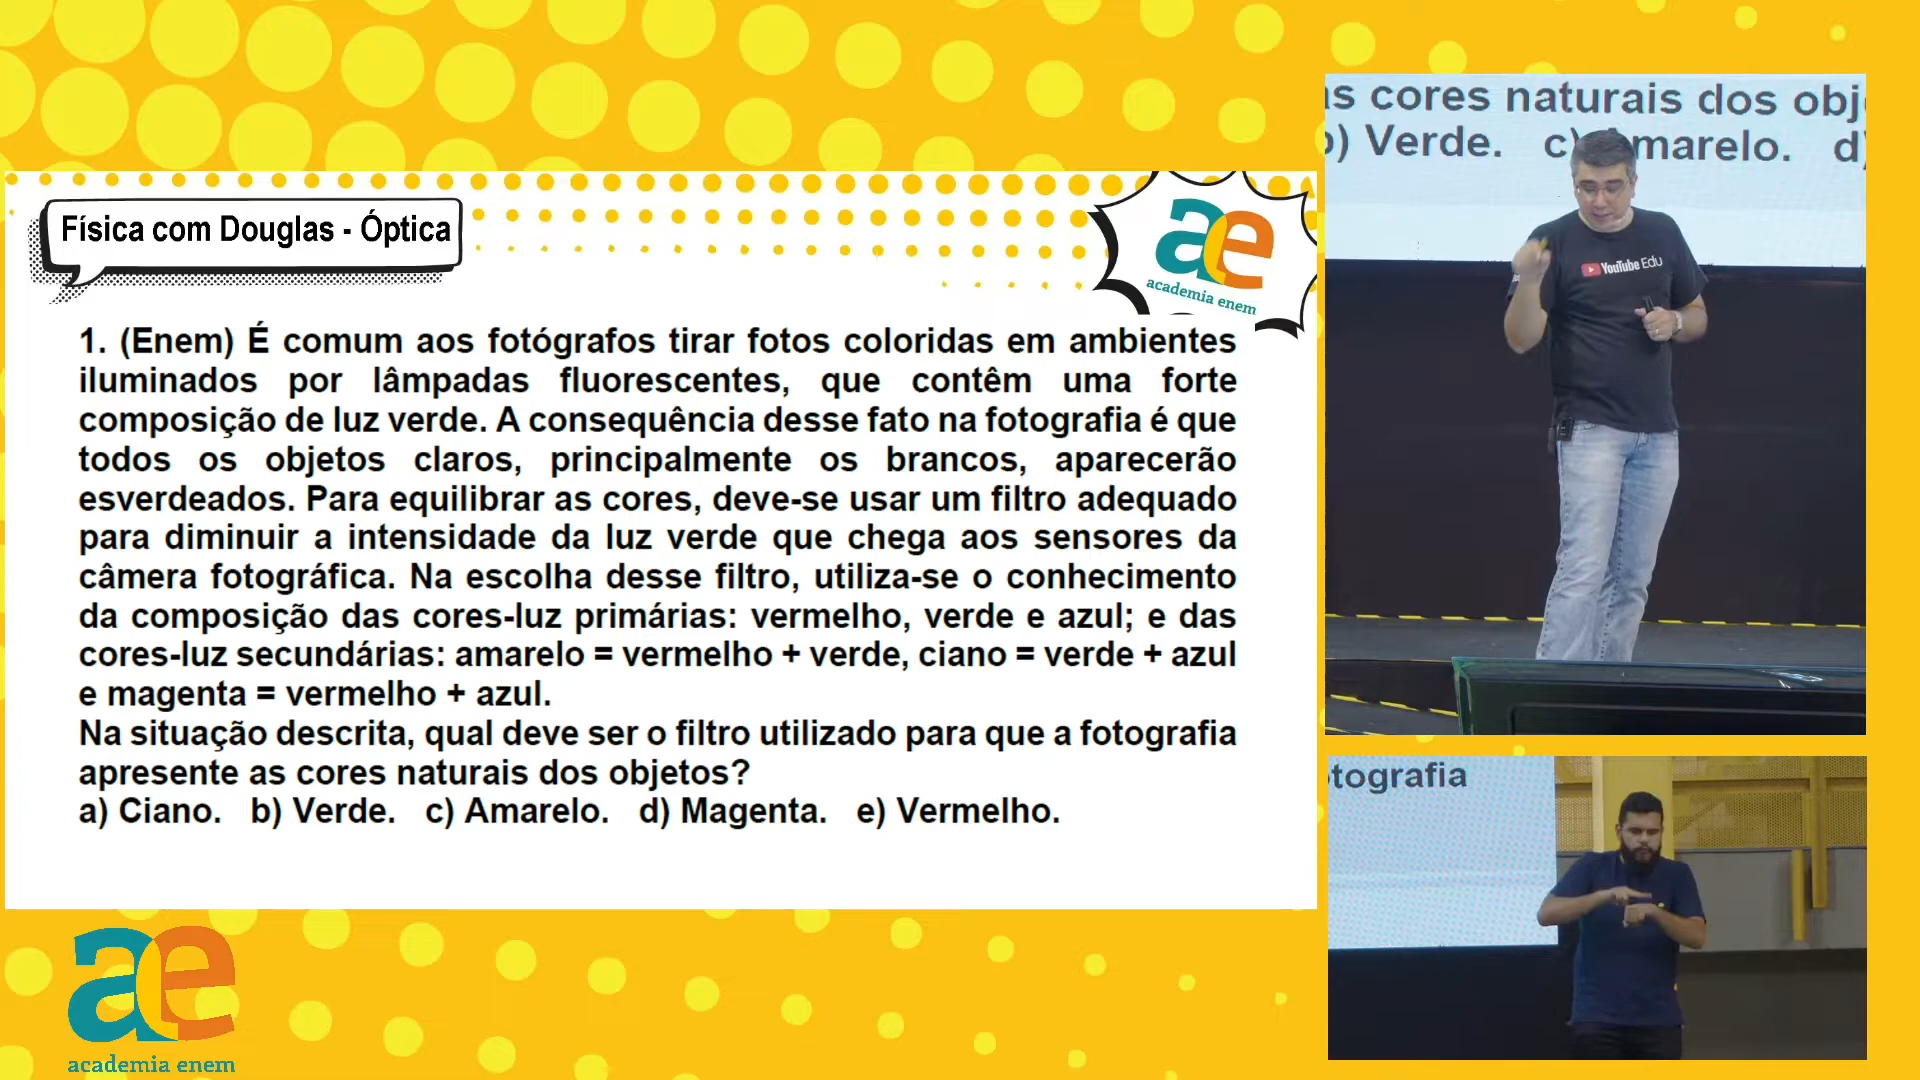 Física com Douglas - Óptica
ae
academia enem
1. (Enem) É comum aos fotógrafos tirar fotos coloridas em ambientes
iluminados por lâmpadas fluorescentes, que contêm uma forte
composição de luz verde. A consequência desse fato na fotografia é que
todos os objetos claros, principalmente os brancos, aparecerão
esverdeados. Para equilibrar as cores, deve-se usar um filtro adequado
para diminuir a intensidade da luz verde que chega aos sensores da
câmera fotográfica. Na escolha desse filtro, utiliza-se o conhecimento
da composição das cores-luz primárias: vermelho, verde e azul; e das
cores-luz secundárias: amarelo = vermelho + verde, ciano = verde + azul
e magenta = vermelho + azul.
Na situação descrita, qual deve ser o filtro utilizado para que a fotografia
apresente as cores naturais dos objetos?
a) Ciano. b) Verde. c) Amarelo. d) Magenta. e) Vermelho.
ae
academia enem
as cores naturais dos obj
b) Verde. c) Amarelo. d)
YouTube Edu
otografia